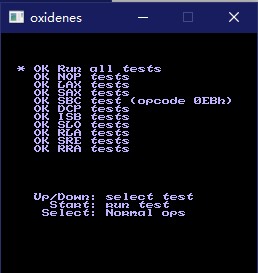 oxidenes
* OK Run all tests
OK NOP tests
OK LAX tests
OK SAX tests
OK SBC test (opcode 0EBh)
OK DCP tests
OK ISB tests
OK SLO tests
OK RLA tests
OK SRE tests
OK RRA tests
Up/Down: select test
Start: run test
Select: Normal ops